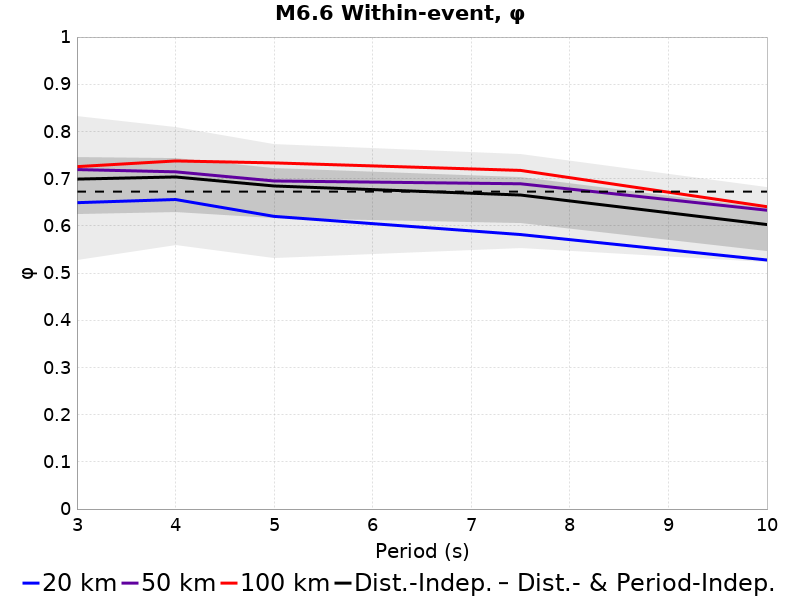 M6.6 Within-event, φ
1
0.9
0.8
0.7
0.6
0.5
0.4
0.3
0.2
0.1
0
φ
3 4 5 6 7 8 9 10
Period (s)
20 km 50 km 100 km Dist.-Indep. Dist.- & Period-Indep.